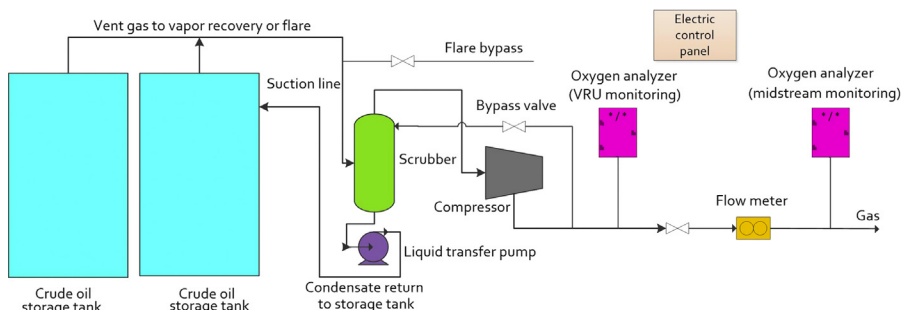 Vent gas to vapor recovery or flare
Electric
control
panel
Flare bypass
Suction line
Oxygen analyzer
(VRU monitoring)
Oxygen analyzer
(midstream monitoring)
Bypass valve
*/*
*/*
Scrubber
Compressor
Flow meter
Gas
Liquid transfer pump
Condensate return
to storage tank
Crude oil
storage tank
Crude oil
storage tank